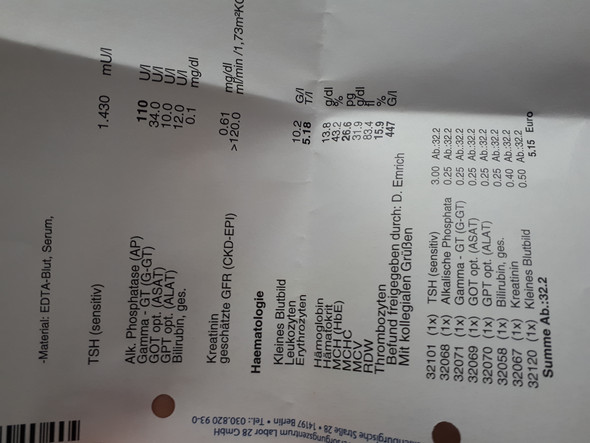 -Material: EDTA-Blut, Serum,
TSH (sensitiv) 1.430 mU/l
Alk. Phosphatase (AP) 110 U/l
Gamma - GT (G-GT) 34.0 U/l
GOT opt. (ASAT) 10.0 U/l
GPT opt. (ALAT) 12.0 U/l
Bilirubin, ges. 0.1 mg/dl
Kreatinin 0.61 mg/dl
geschätzte GFR (CKD-EPI) >120.0 ml/min /1,73m²KO
Haematologie
Kleines Blutbild
Leukozyten 10.2 G/l
Erythrozyten 5.18 T/l
Hämoglobin 13.8 g/dl
Hämatokrit 43.2 %
MCH (HbE) 26.6 pg
MCHC 31.9 g/dl
MCV 83.4 fl
RDW 15.9 %
Thrombozyten 447 G/l
Befund freigegeben durch: D. Emrich
Mit kollegialen Grüßen
32101 (1x) TSH (sensitiv) 3.00 Ab.:32.2
32068 (1x) Alkalische Phosphata 0.25 Ab.:32.2
32071 (1x) Gamma - GT (G-GT) 0.25 Ab.:32.2
32069 (1x) GOT opt. (ASAT) 0.25 Ab.:32.2
32070 (1x) GPT opt. (ALAT) 0.25 Ab.:32.2
32058 (1x) Bilirubin, ges. 0.25 Ab.:32.2
32067 (1x) Kreatinin 0.40 Ab.:32.2
32120 (1x) Kleines Blutbild 0.50 Ab.:32.2
Summe Ab.:32.2 5.15 Euro
Labor 28 GmbH
Straße 28 • 14197 Berlin • Tel.: 030.820 93-0